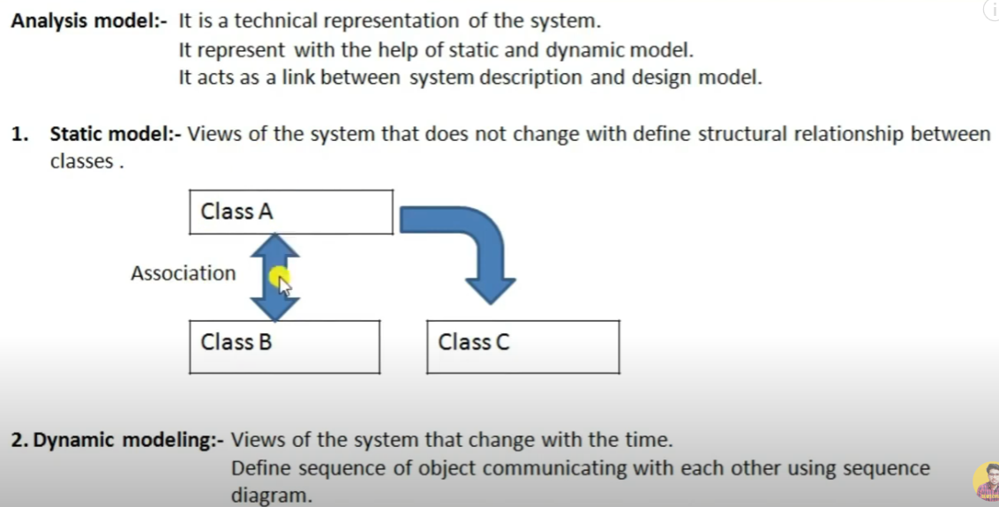 Analysis model:- It is a technical representation of the system.
It represent with the help of static and dynamic model.
It acts as a link between system description and design model.
1. Static model:- Views of the system that does not change with define structural relationship between
classes .
Class A
Association
Class B
Class C
2. Dynamic modeling:- Views of the system that change with the time.
Define sequence of object communicating with each other using sequence
diagram.